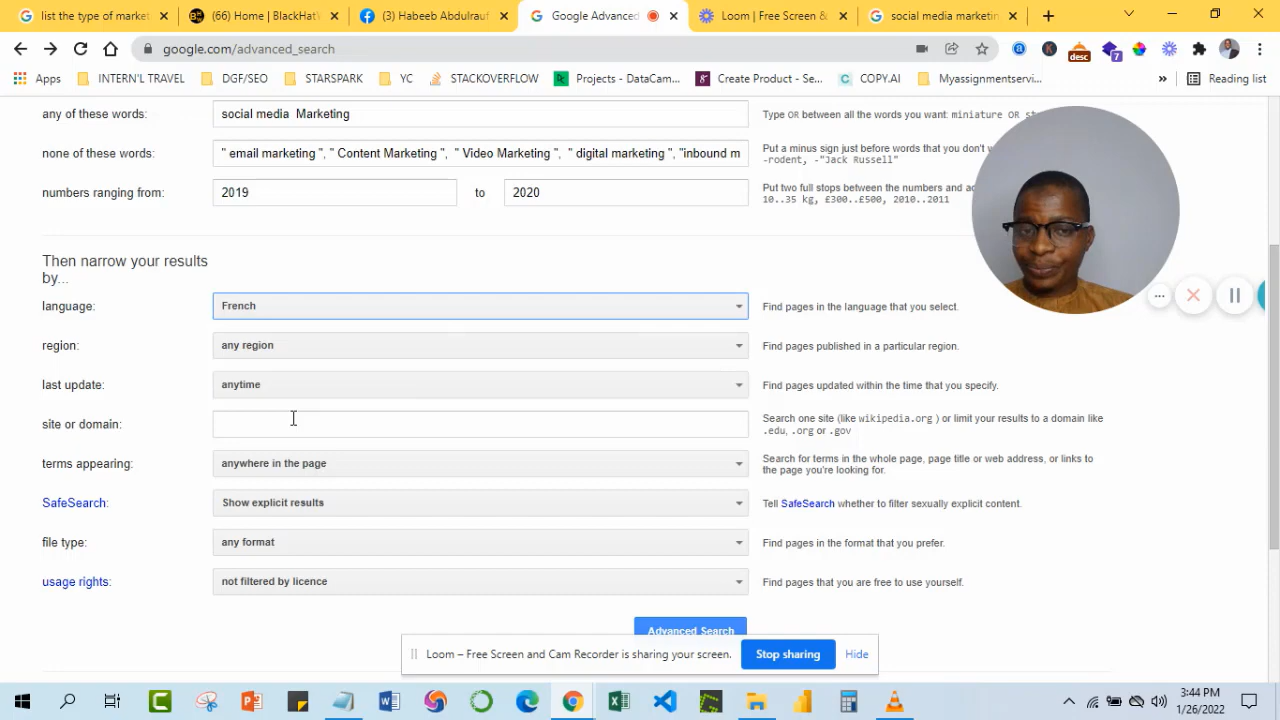 list the type of market
(60) Home | BlackHatW
(3) Habeeb Abdulrauf
Google Advanced
Loom | Free Screen &
social media marketin
google.com/advanced_search
desc
7
Apps
INTERN'L TRAVEL
DGF/SEO
STARSPARK
YC
STACKOVERFLOW
Projects - DataCam...
Create Product - Se...
COPY.AI
Myassignmentservi...
Reading list
any of these words:
social media Marketing
Type OR between all the words you want: miniature OR st
none of these words:
" email marketing ", " Content Marketing ", " Video Marketing ", " digital marketing ", "inbound m
Put a minus sign just before words that you don't w
-rodent, -"Jack Russell"
numbers ranging from:
2019
to
2020
Put two full stops between the numbers and ad
10..35 kg, £300..£500, 2010..2011
Then narrow your results
by...
language:
French
Find pages in the language that you select.
region:
any region
Find pages published in a particular region.
last update:
anytime
Find pages updated within the time that you specify.
site or domain:
Search one site (like wikipedia.org ) or limit your results to a domain like
.edu, .org or .gov
terms appearing:
anywhere in the page
Search for terms in the whole page, page title or web address, or links to
the page you're looking for.
SafeSearch:
Show explicit results
Tell SafeSearch whether to filter sexually explicit content.
file type:
any format
Find pages in the format that you prefer.
usage rights:
not filtered by licence
Find pages that you are free to use yourself.
Advanced Search
Loom – Free Screen and Cam Recorder is sharing your screen.
Stop sharing
Hide
3:44 PM
1/26/2022